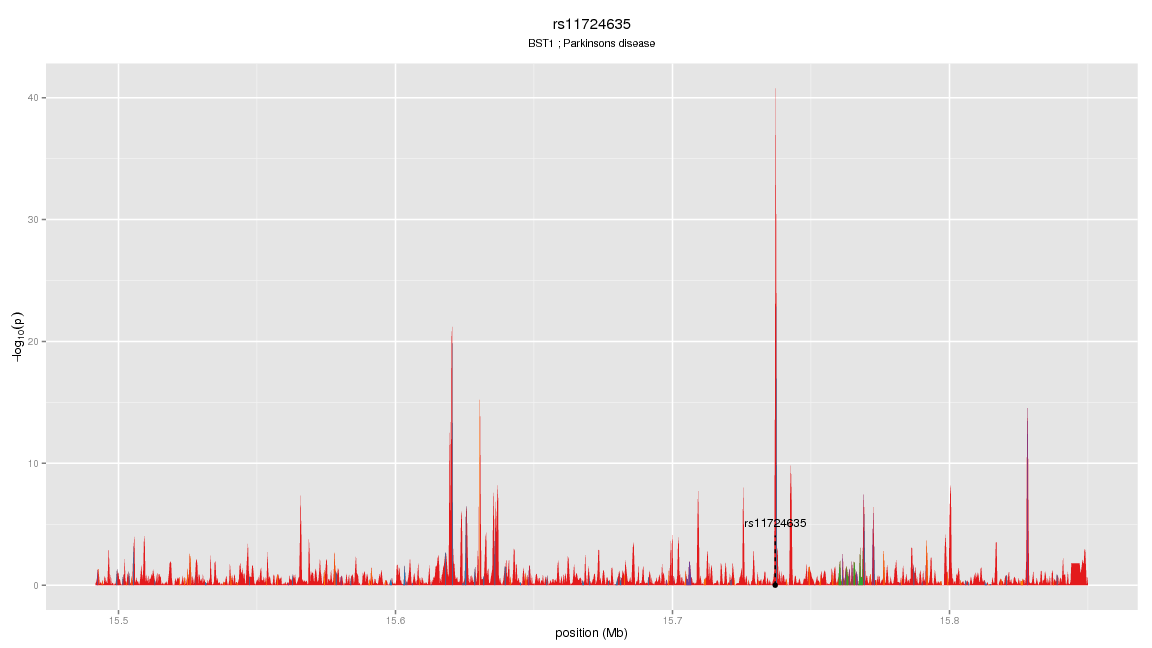 rs11724635
BST1 ; Parkinsons disease
–log10(p)
40
30
20
10
0
rs11724635
15.5
15.6
15.7
15.8
position (Mb)